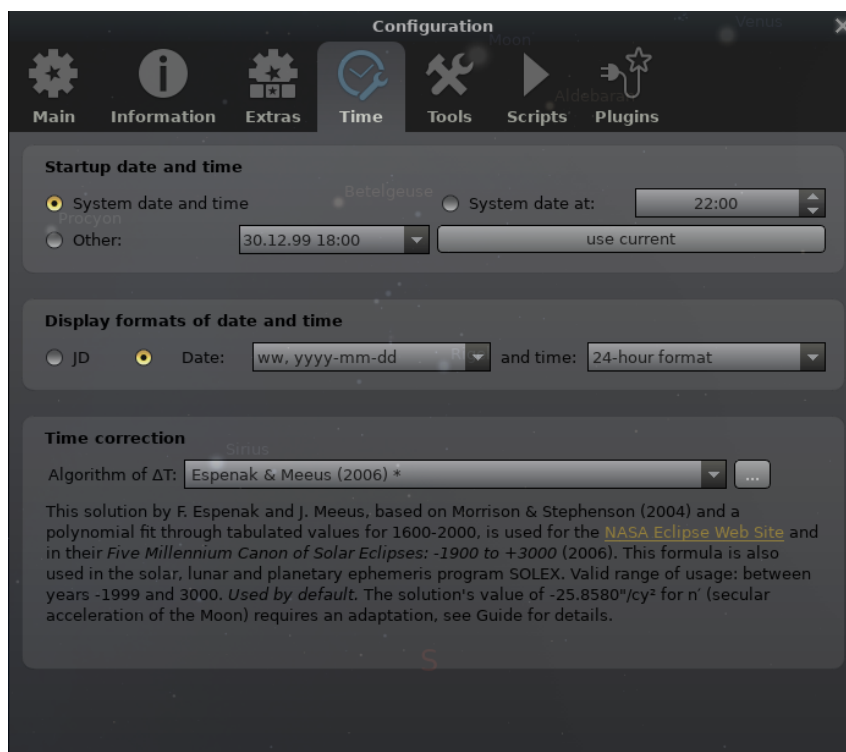 Configuration
Venus
Moon
Main Information Extras Time Tools Scripts Plugins
Startup date and time
System date and time System date at: 22:00
Betelgeuse
Procyon
Other: 30.12.99 18:00 use current
Display formats of date and time
JD Date: ww, yyyy-mm-dd and time: 24-hour format
Time correction
Sirius
Algorithm of ΔT: Espenak & Meeus (2006) * ...
This solution by F. Espenak and J. Meeus, based on Morrison & Stephenson (2004) and a
polynomial fit through tabulated values for 1600-2000, is used for the NASA Eclipse Web Site and
in their Five Millennium Canon of Solar Eclipses: -1900 to +3000 (2006). This formula is also
used in the solar, lunar and planetary ephemeris program SOLEX. Valid range of usage: between
years -1999 and 3000. Used by default. The solution's value of -25.8580"/cy² for n′ (secular
acceleration of the Moon) requires an adaptation, see Guide for details.
S